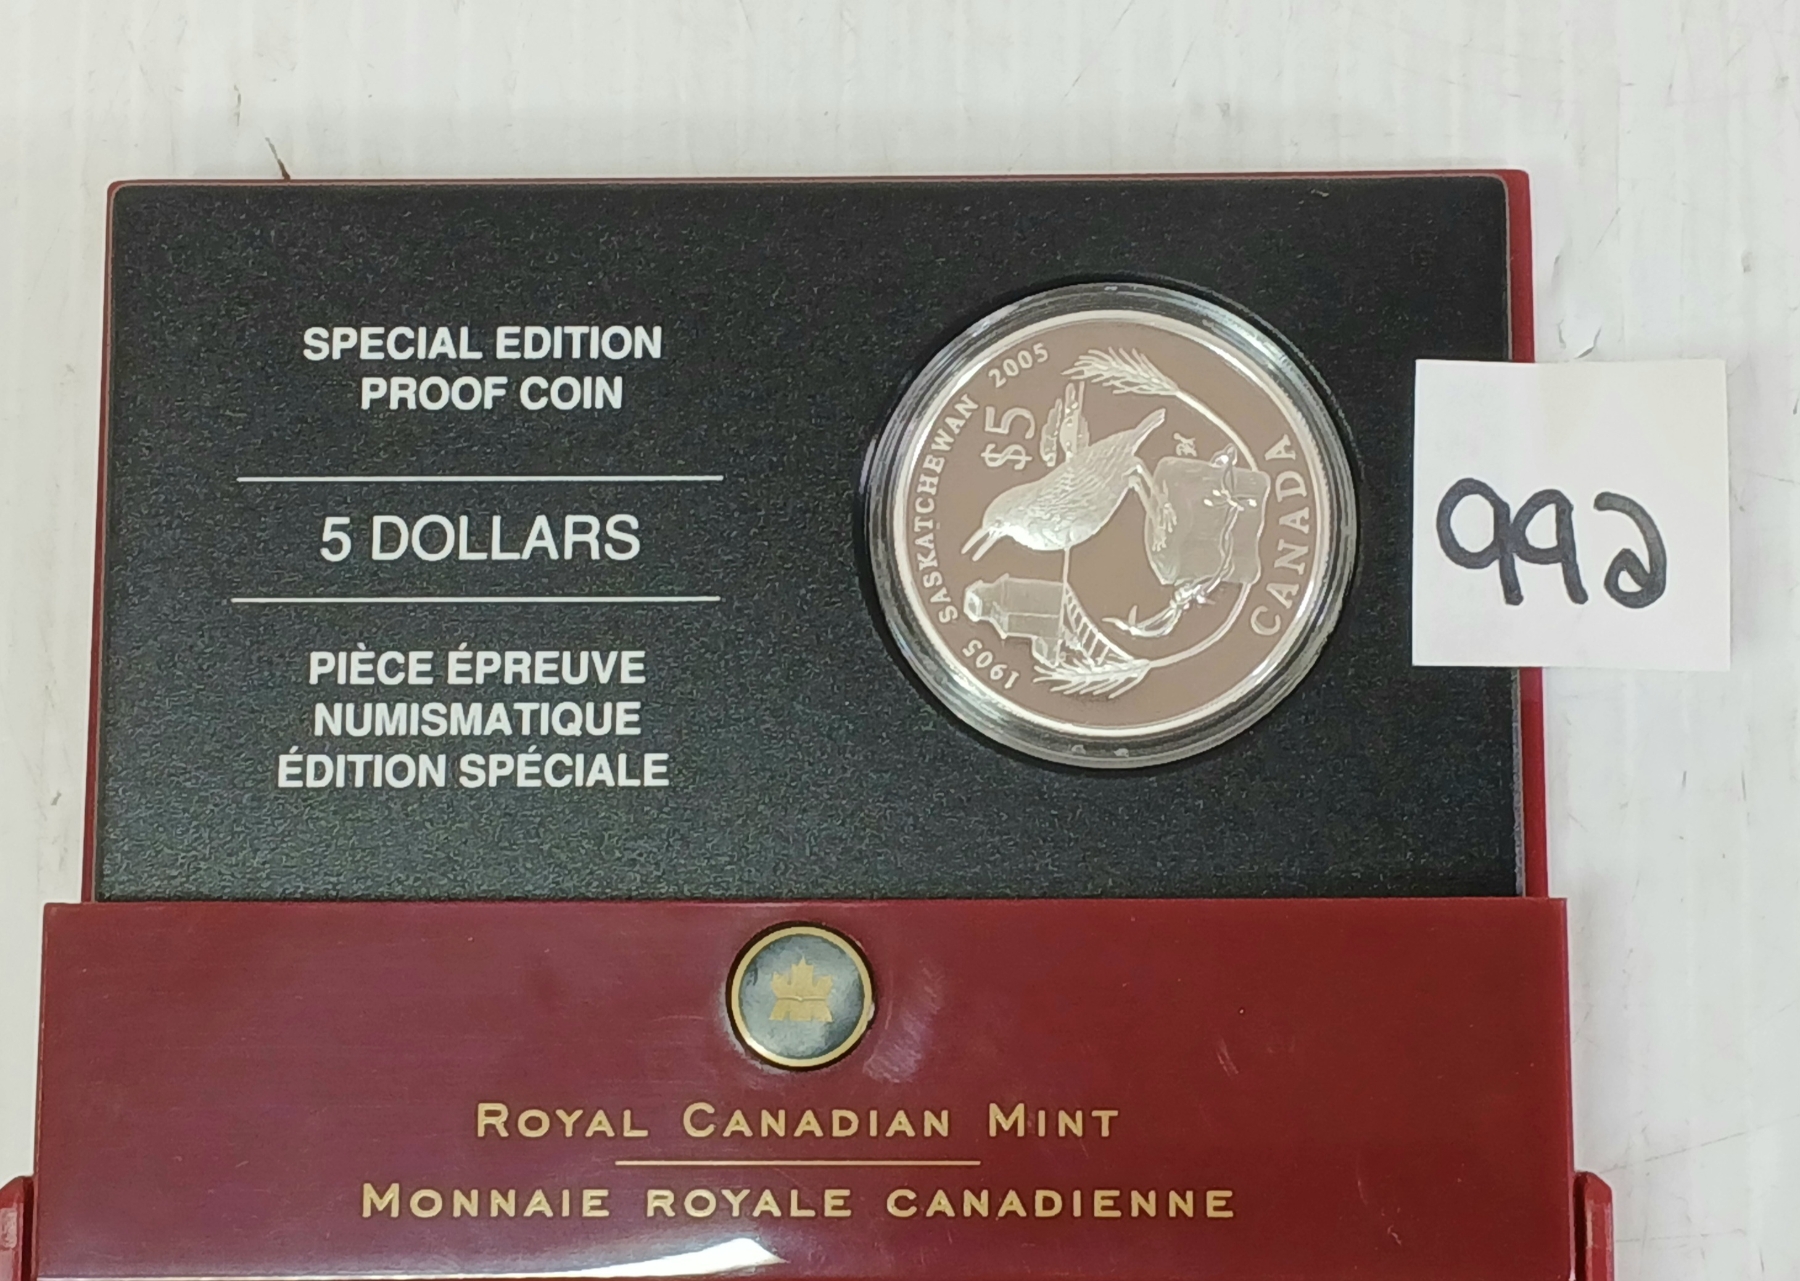 SPECIAL EDITION
PROOF COIN
5 DOLLARS
PIÈCE ÉPREUVE
NUMISMATIQUE
ÉDITION SPÉCIALE
1905 SASKATCHEWAN 2005
$5
CANADA
992
ROYAL CANADIAN MINT
MONNAIE ROYALE CANADIENNE